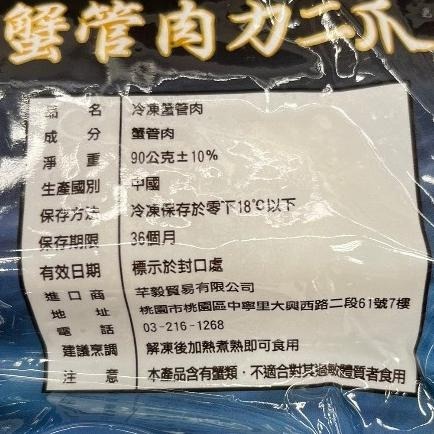 蟹管肉カニ爪
品名 冷凍蟹管肉
成分 蟹管肉
淨重 90公克±10%
生產國別 中國
保存方法 冷凍保存於零下18℃以下
保存期限 36個月
有效日期 標示於封口處
進口商 芊毅貿易有限公司
地址 桃園市桃園區中寧里大興西路二段61號7樓
電話 03-216-1268
建議烹調 解凍後加熱煮熟即可食用
注意 本產品含有蟹類，不適合對其過敏體質者食用